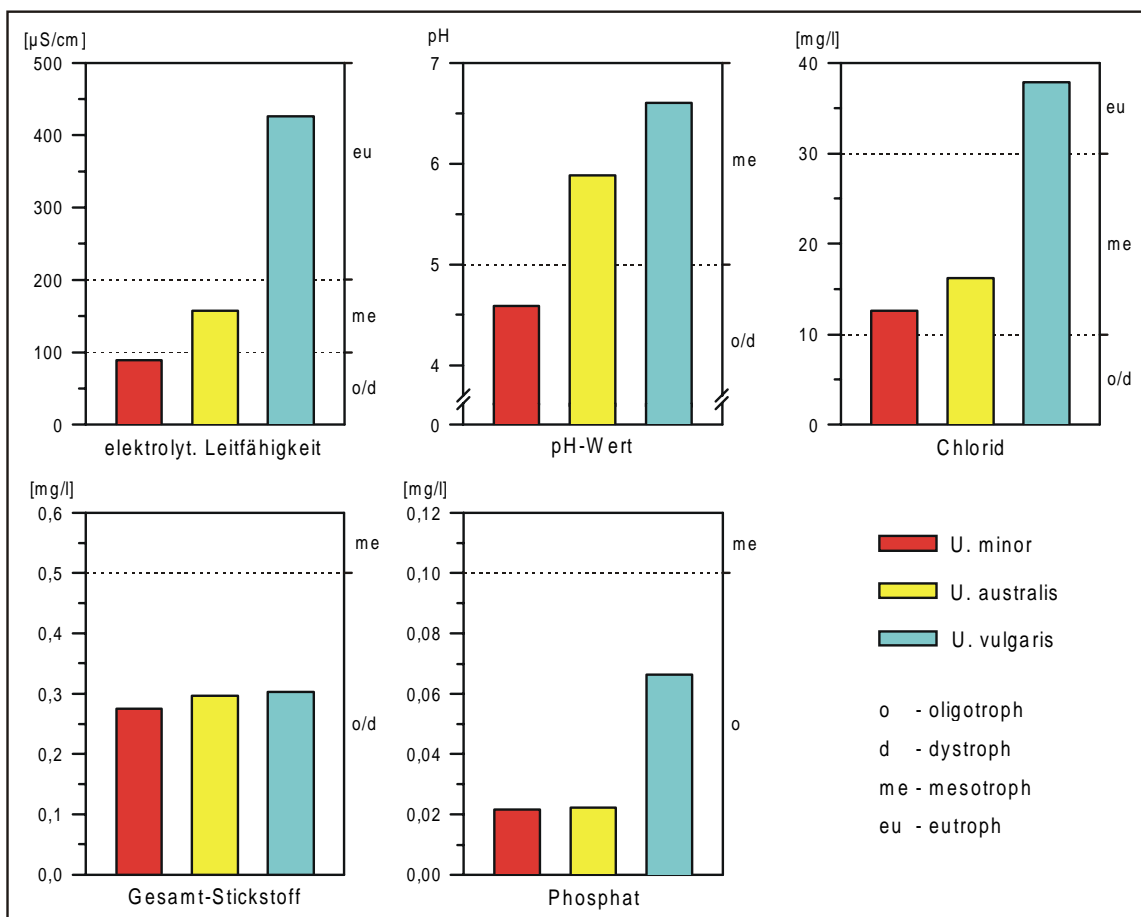 [µS/cm]
500
400
300
200
100
0
eu
me
o/d
elektrolyt. Leitfähigkeit
pH
7
6
5
4
0
me
o/d
pH-Wert
[mg/l]
40
30
20
10
0
eu
me
o/d
Chlorid
[mg/l]
0,6
0,5
0,4
0,3
0,2
0,1
0,0
me
o/d
Gesamt-Stickstoff
[mg/l]
0,12
0,10
0,08
0,06
0,04
0,02
0,00
me
o
Phosphat
U. minor
U. australis
U. vulgaris
o - oligotroph
d - dystroph
me - mesotroph
eu - eutroph